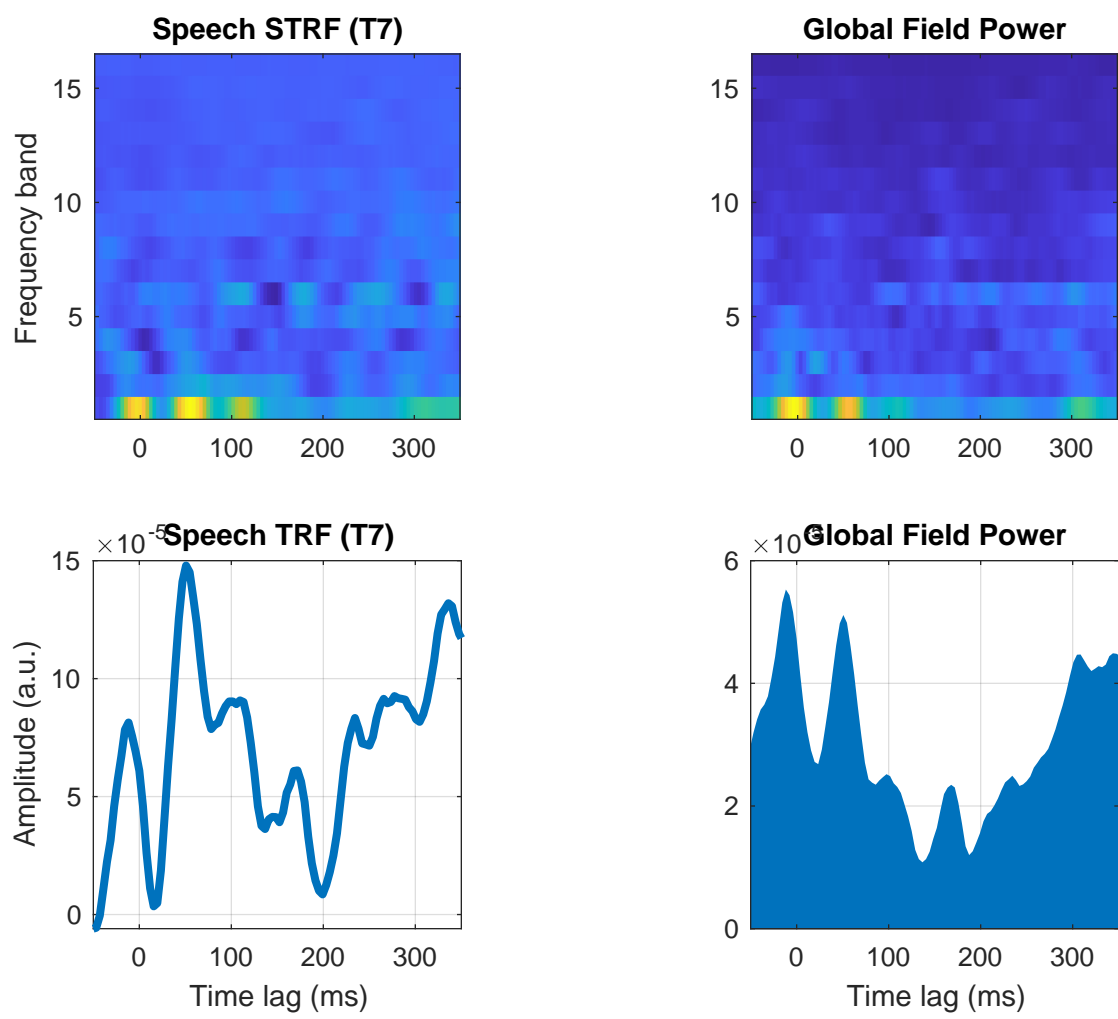 Speech STRF (T7)
Global Field Power
Frequency band
15
10
5
0 100 200 300
15
10
5
0 100 200 300
Speech TRF (T7)
×10-5
Amplitude (a.u.)
15
10
5
0
0 100 200 300
Time lag (ms)
Global Field Power
×10-5
6
4
2
0
0 100 200 300
Time lag (ms)